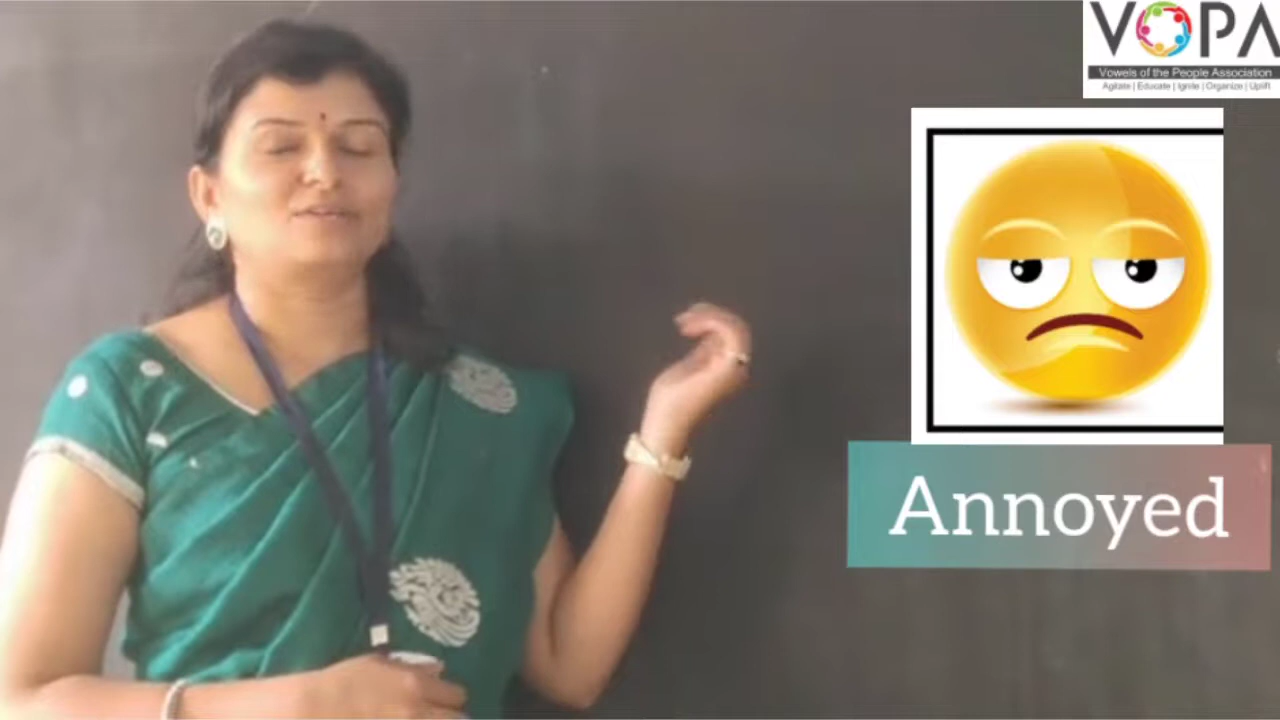 VOPA
Vowels of the People Association
Agitate | Educate | Ignite | Organize | Uplift
Annoyed